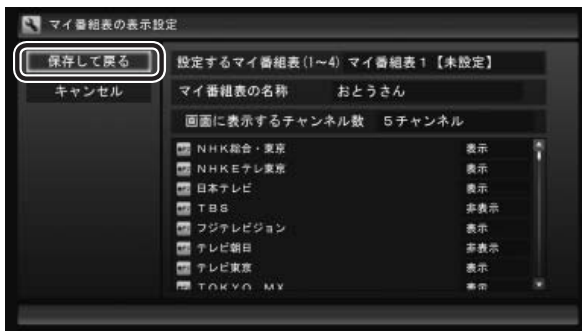 マイ番組表の表示設定
保存して戻る
キャンセル
設定するマイ番組表(1~4) マイ番組表1【未設定】
マイ番組表の名称 おとうさん
画面に表示するチャンネル数 5チャンネル
NHK総合・東京 表示
NHKEテレ東京 表示
日本テレビ 表示
TBS 非表示
フジテレビジョン 表示
テレビ朝日 非表示
テレビ東京 表示
TOKYO MX 表示